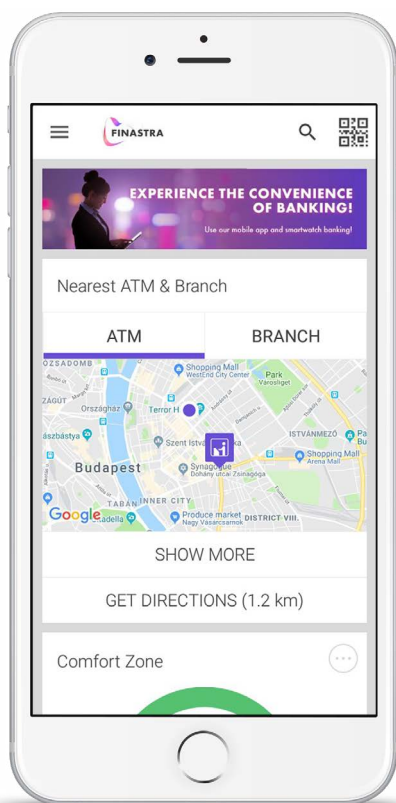 FINASTRA
EXPERIENCE THE CONVENIENCE
OF BANKING!
Use our mobile app and smartwatch banking!
Nearest ATM & Branch
ATM
BRANCH
Shopping Mall
WestEnd City Center
Park
Városliget
Országház
Terror H
ISTVÁNMEZŐ
Szent Istv
Shopping Mall
Arena Mall
Budapest
Synagogue
Dohány utcai Zsinagóga
INNER CITY
TABÁN
Google
Produce market
Nagy Vásárcsarnok
DISTRICT VIII.
SHOW MORE
GET DIRECTIONS (1.2 km)
Comfort Zone